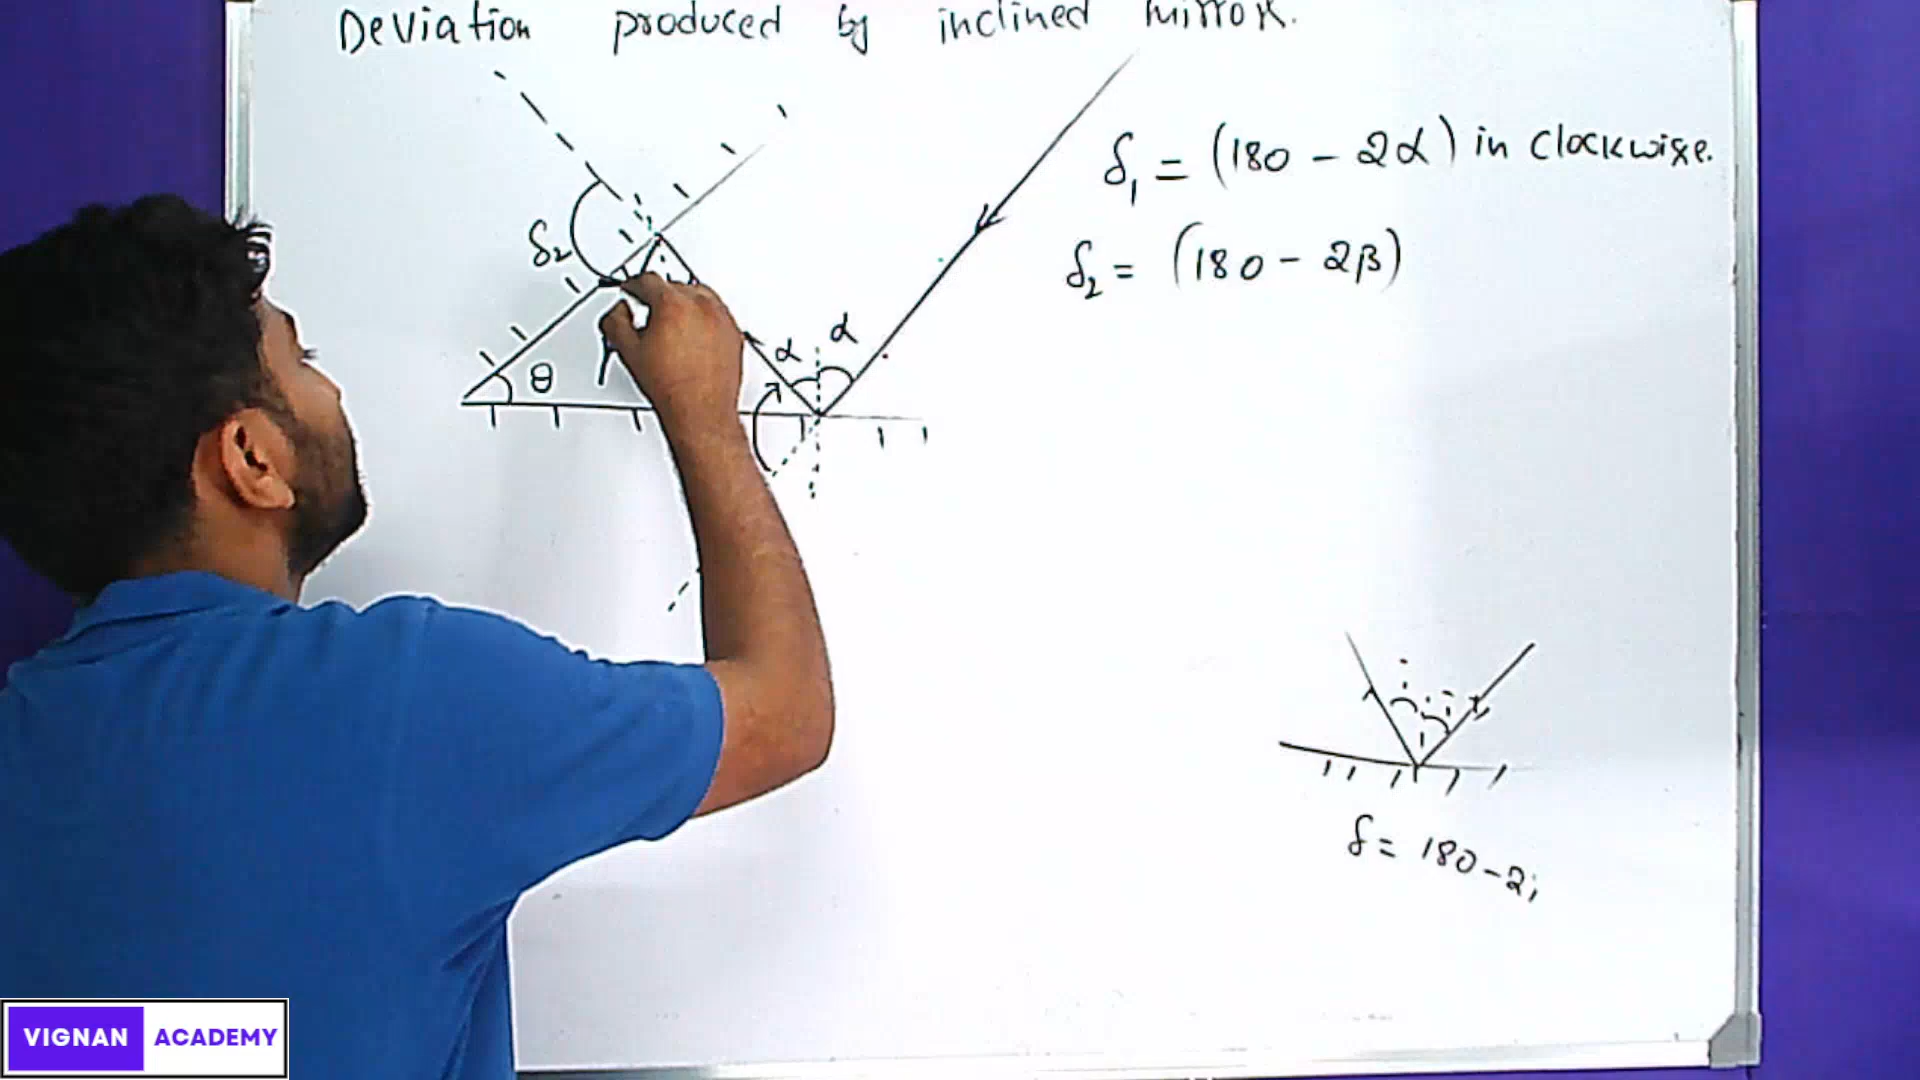 Deviation produced by inclined mirror.
δ₁ = (180 - 2α) in clockwise.
δ₂ = (180 - 2β)
δ₂
θ
α
α
δ = 180 - 2i
VIGNAN ACADEMY